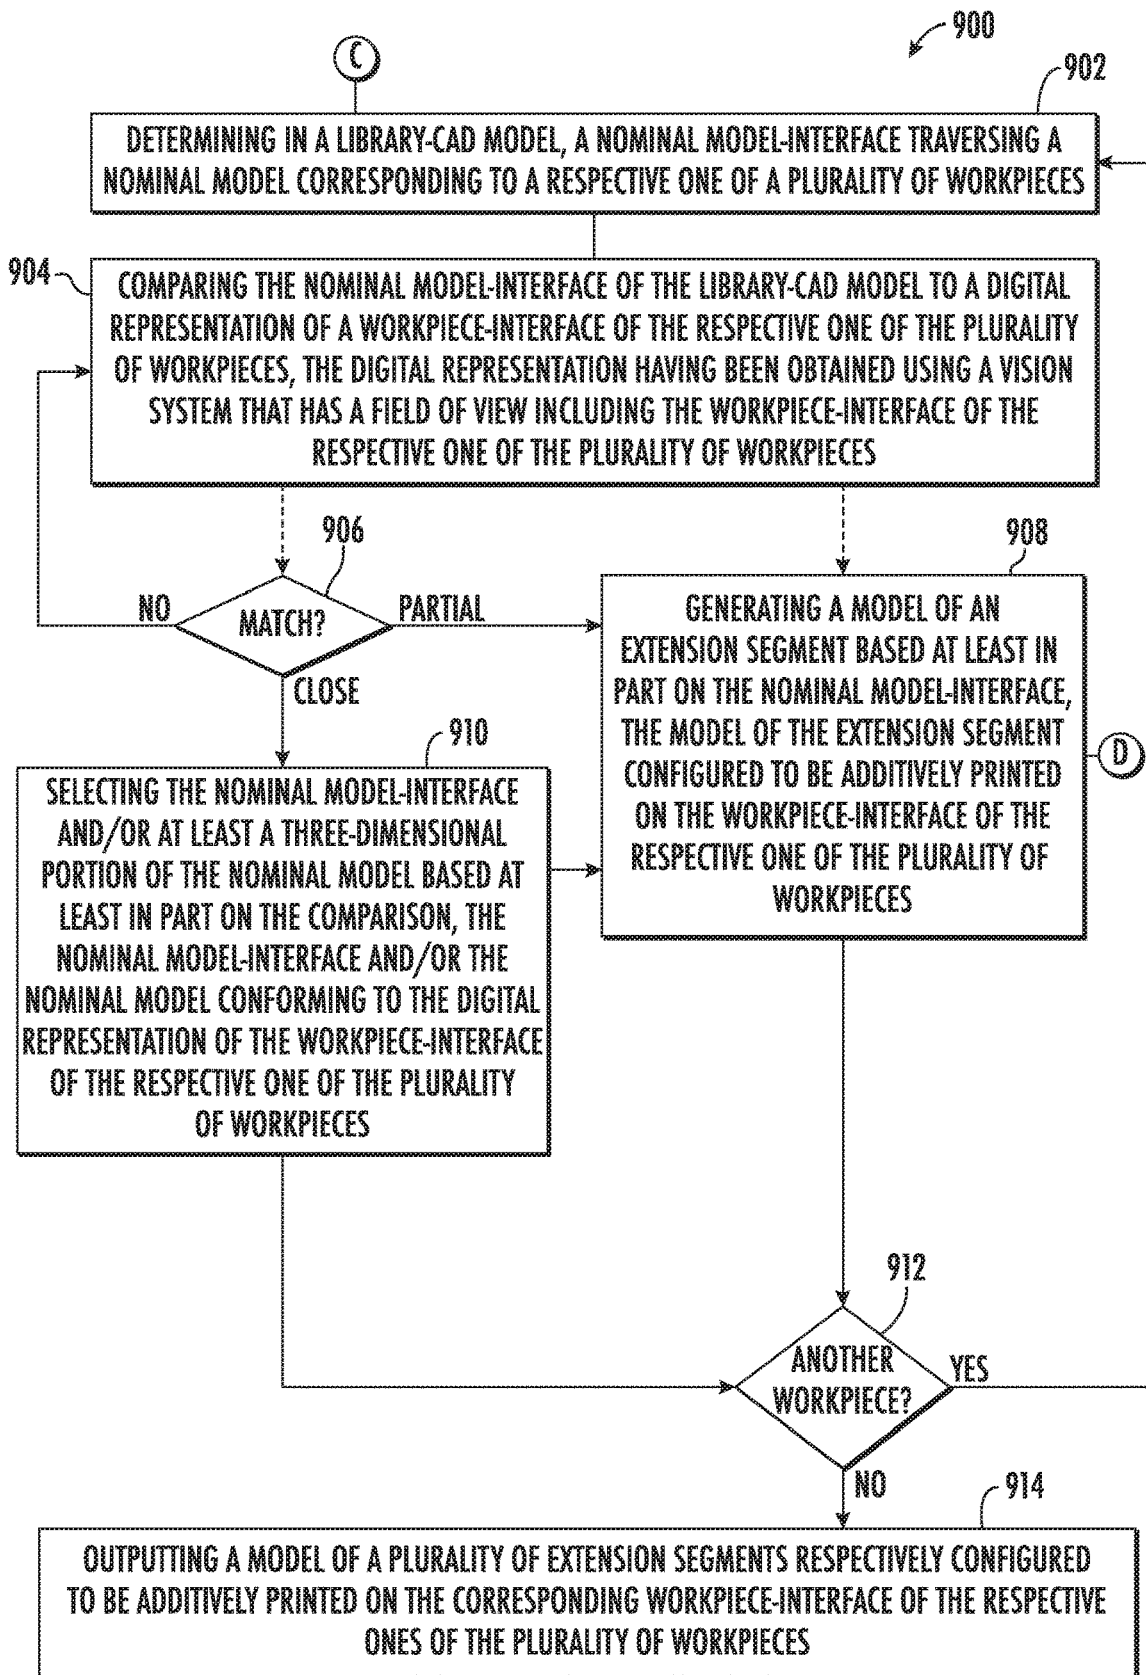 900
C
902
DETERMINING IN A LIBRARY-CAD MODEL, A NOMINAL MODEL-INTERFACE TRAVERSING A
NOMINAL MODEL CORRESPONDING TO A RESPECTIVE ONE OF A PLURALITY OF WORKPIECES
904
COMPARING THE NOMINAL MODEL-INTERFACE OF THE LIBRARY-CAD MODEL TO A DIGITAL
REPRESENTATION OF A WORKPIECE-INTERFACE OF THE RESPECTIVE ONE OF THE PLURALITY
OF WORKPIECES, THE DIGITAL REPRESENTATION HAVING BEEN OBTAINED USING A VISION
SYSTEM THAT HAS A FIELD OF VIEW INCLUDING THE WORKPIECE-INTERFACE OF THE
RESPECTIVE ONE OF THE PLURALITY OF WORKPIECES
906
NO
MATCH?
PARTIAL
CLOSE
908
GENERATING A MODEL OF AN
EXTENSION SEGMENT BASED AT LEAST IN
PART ON THE NOMINAL MODEL-INTERFACE,
THE MODEL OF THE EXTENSION SEGMENT
CONFIGURED TO BE ADDITIVELY PRINTED
ON THE WORKPIECE-INTERFACE OF THE
RESPECTIVE ONE OF THE PLURALITY OF
WORKPIECES
D
910
SELECTING THE NOMINAL MODEL-INTERFACE
AND/OR AT LEAST A THREE-DIMENSIONAL
PORTION OF THE NOMINAL MODEL BASED AT
LEAST IN PART ON THE COMPARISON, THE
NOMINAL MODEL-INTERFACE AND/OR THE
NOMINAL MODEL CONFORMING TO THE DIGITAL
REPRESENTATION OF THE WORKPIECE-INTERFACE
OF THE RESPECTIVE ONE OF THE PLURALITY
OF WORKPIECES
912
ANOTHER
WORKPIECE?
YES
NO
914
OUTPUTTING A MODEL OF A PLURALITY OF EXTENSION SEGMENTS RESPECTIVELY CONFIGURED
TO BE ADDITIVELY PRINTED ON THE CORRESPONDING WORKPIECE-INTERFACE OF THE RESPECTIVE
ONES OF THE PLURALITY OF WORKPIECES